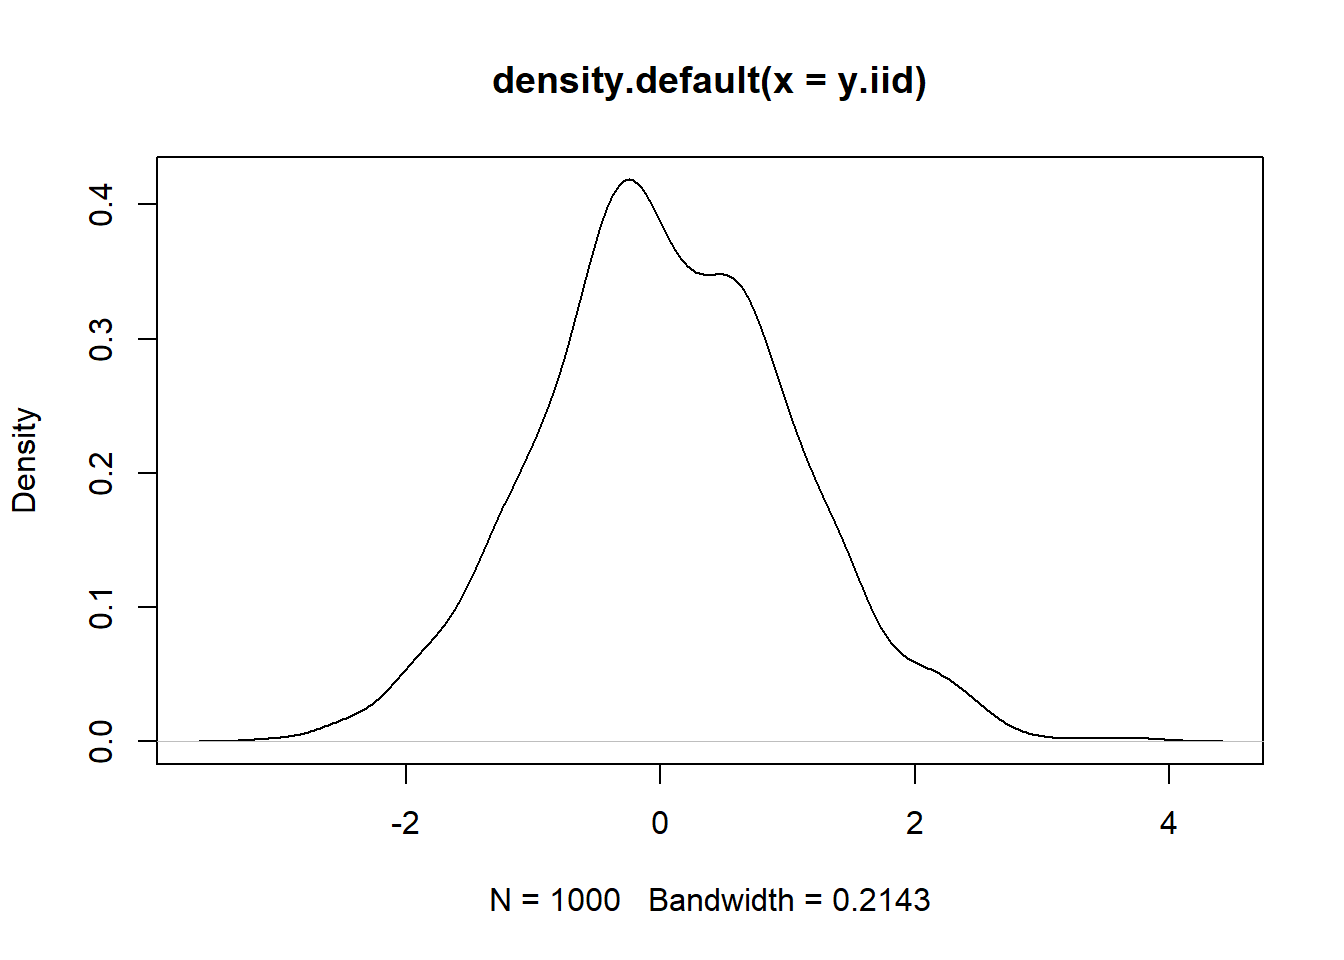 density.default(x = y.iid)
Density
0.4
0.3
0.2
0.1
0.0
-2 0 2 4
N = 1000 Bandwidth = 0.2143